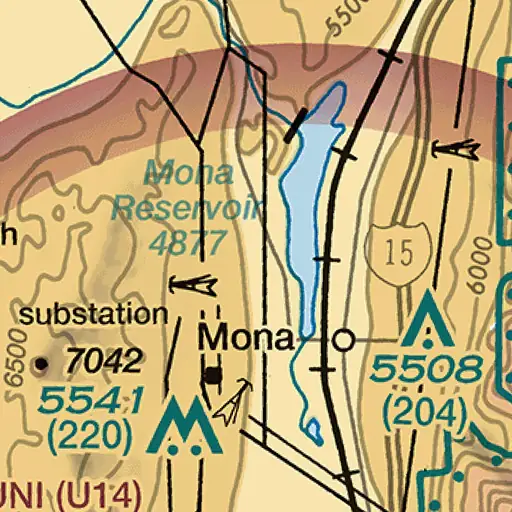 5500
Mona
Reservoir
4877
h
15
6000
substation
Mona
6500
7042
5541
(220)
5508
(204)
UNI (U14)